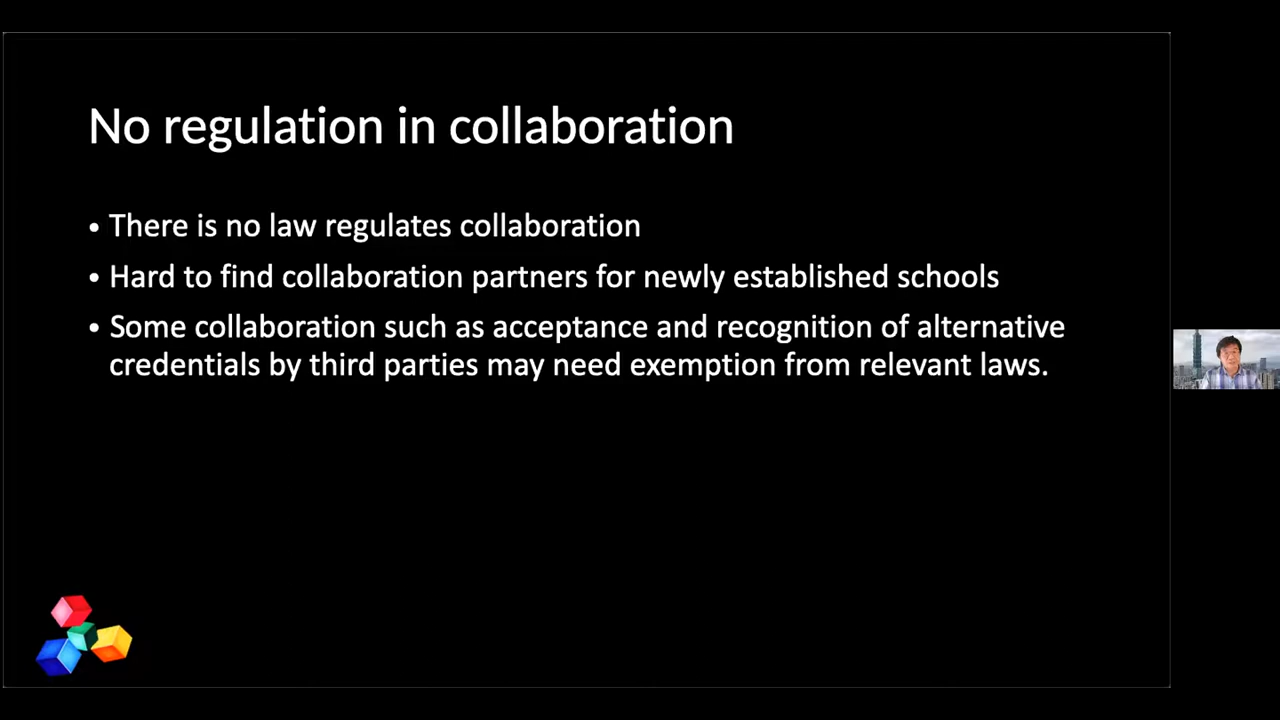 No regulation in collaboration
• There is no law regulates collaboration
• Hard to find collaboration partners for newly established schools
• Some collaboration such as acceptance and recognition of alternative
credentials by third parties may need exemption from relevant laws.